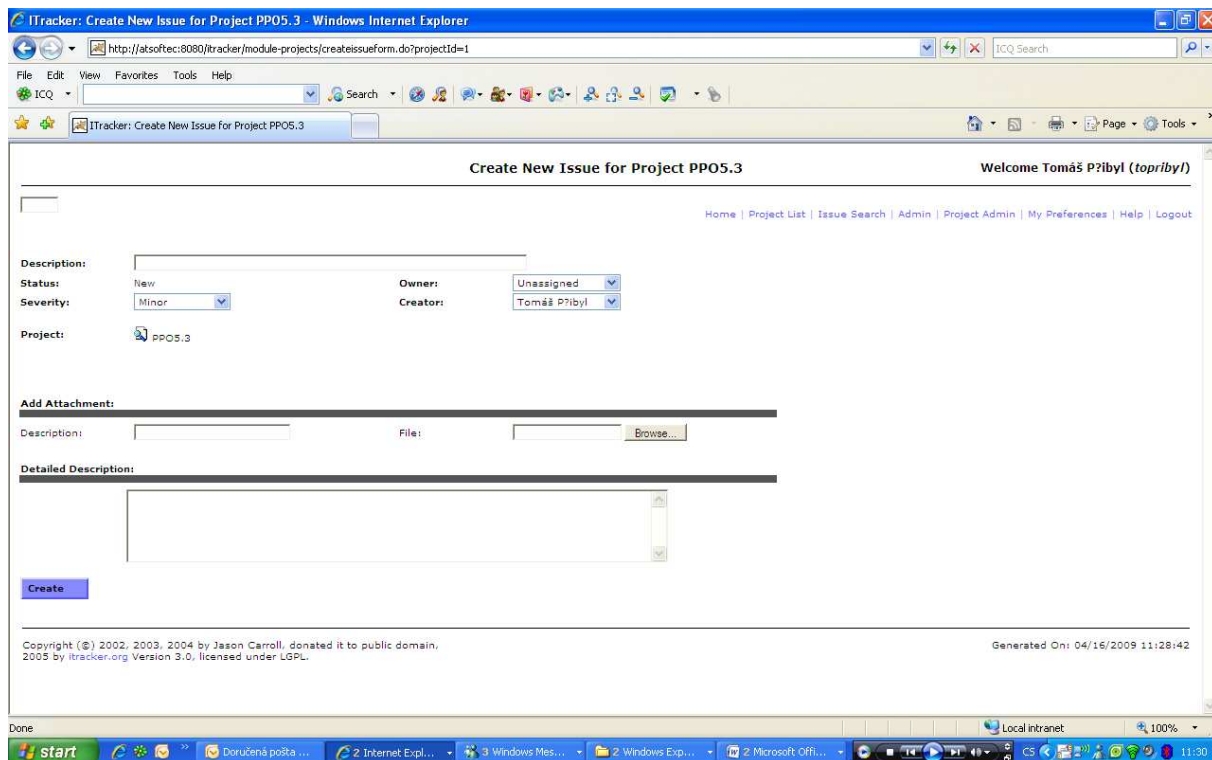 ITracker: Create New Issue for Project PPO5.3 - Windows Internet Explorer
http://atsoftec:8080/itracker/module-projects/createissueform.do?projectId=1
ICQ Search
File Edit View Favorites Tools Help
ICQ Search
ITracker: Create New Issue for Project PPO5.3 Page Tools
Create New Issue for Project PPO5.3 Welcome Tomáš P?ibyl (topribyl)
Home | Project List | Issue Search | Admin | Project Admin | My Preferences | Help | Logout
Description:
Status: New Owner: Unassigned
Severity: Minor Creator: Tomáš P?ibyl
Project: PPO5.3
Add Attachment:
Description: File: Browse...
Detailed Description:
Create
Copyright (©) 2002, 2003, 2004 by Jason Carroll, donated it to public domain, Generated On: 04/16/2009 11:28:42
2005 by itracker.org Version 3.0, licensed under LGPL.
Done Local intranet 100%
start Doručená pošta ... 2 Internet Expl... 3 Windows Mes... 2 Windows Exp... 2 Microsoft Offi... CS 11:30